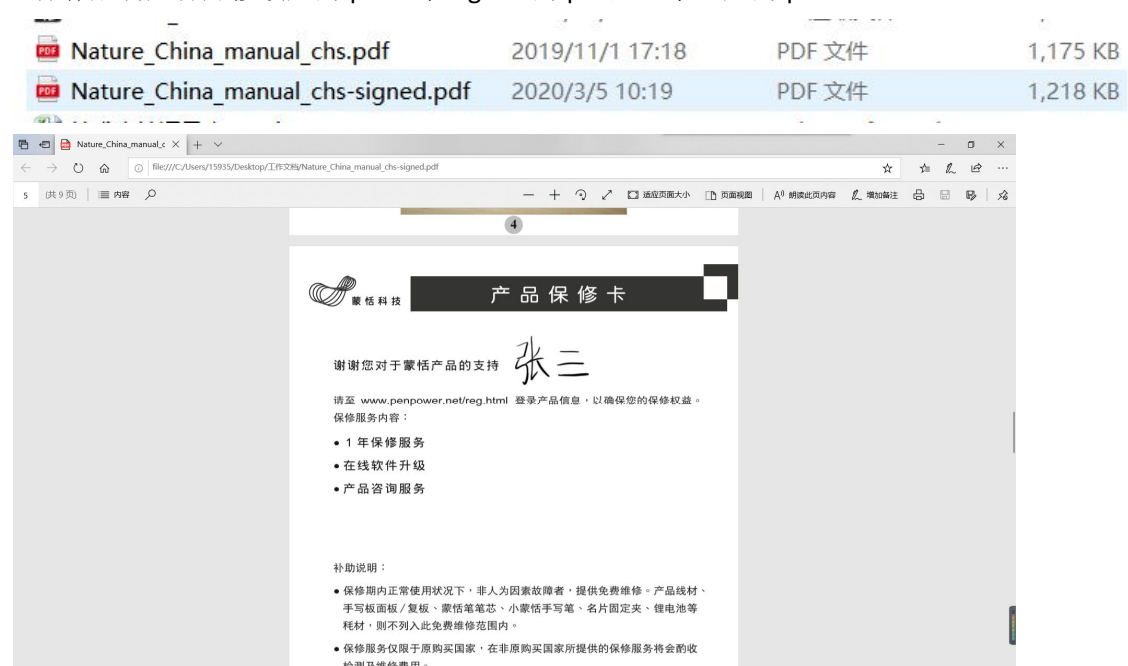 Nature_China_manual_chs.pdf 2019/11/1 17:18 PDF 文件 1,175 KB
Nature_China_manual_chs-signed.pdf 2020/3/5 10:19 PDF 文件 1,218 KB
Nature_China_manual_c
file:///C:/Users/15935/Desktop/工作文档/Nature_China_manual_chs-signed.pdf
5 (共 9 页) 内容 适应页面大小 页面视图 朗读此页内容 增加备注
4
蒙恬科技 产品保修卡
谢谢您对于蒙恬产品的支持 张三
请至 www.penpower.net/reg.html 登录产品信息，以确保您的保修权益。
保修服务内容：
• 1 年保修服务
• 在线软件升级
• 产品咨询服务
补助说明：
• 保修期内正常使用状况下，非人为因素故障者，提供免费维修。产品线材、
手写板面板/复板、蒙恬笔笔芯、小蒙恬手写笔、名片固定夹、锂电池等
耗材，则不列入此免费维修范围内。
• 保修服务仅限于原购买国家，在非原购买国家所提供的保修服务将会酌收
检测及维修费用。